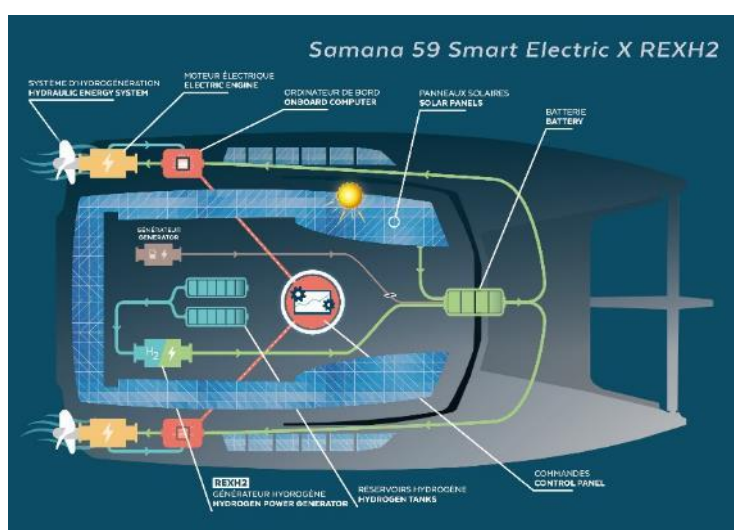 Samana 59 Smart Electric X REXH2
SYSTÈME D'HYDROGÉNÉRATION
HYDRAULIC ENERGY SYSTEM
MOTEUR ÉLECTRIQUE
ELECTRIC ENGINE
ORDINATEUR DE BORD
ONBOARD COMPUTER
PANNEAUX SOLAIRES
SOLAR PANELS
BATTERIE
BATTERY
GÉNÉRATEUR
GENERATOR
H2
REXH2
GÉNÉRATEUR HYDROGÈNE
HYDROGEN POWER GENERATOR
RÉSERVOIRS HYDROGÈNE
HYDROGEN TANKS
COMMANDES
CONTROL PANEL